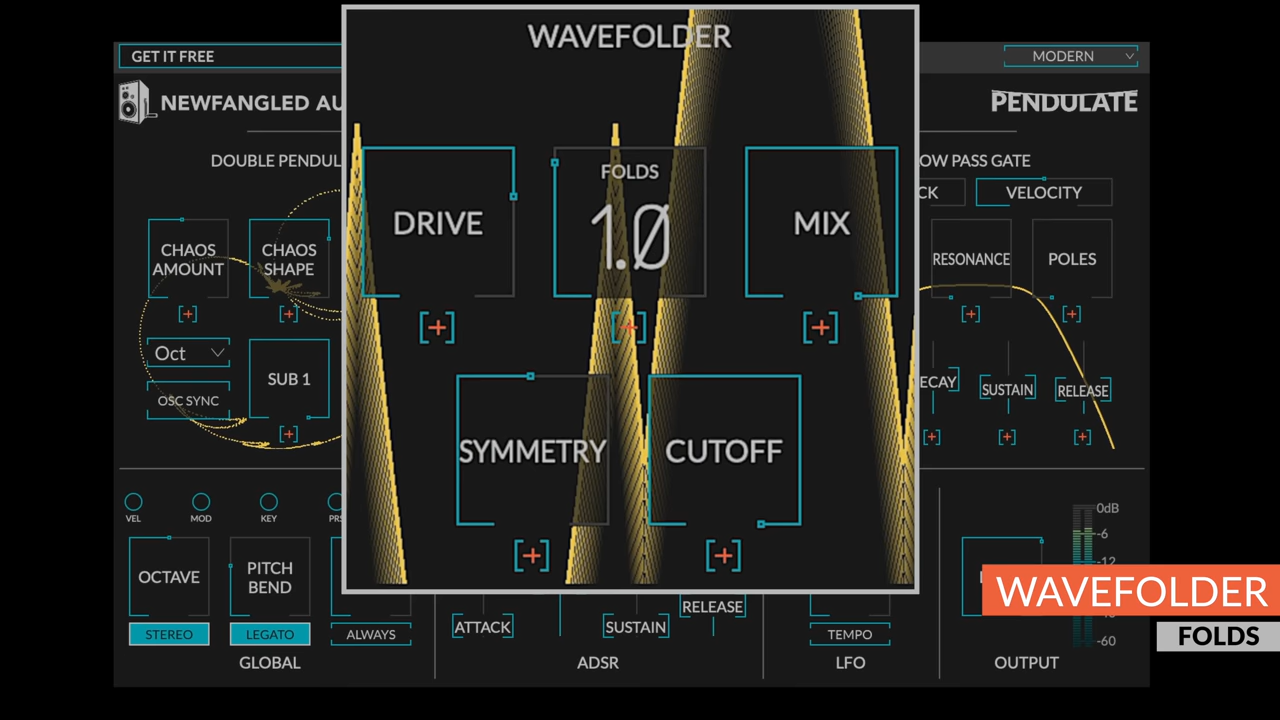 WAVEFOLDER
GET IT FREE
MODERN
NEWFANGLED AU
PENDULATE
DOUBLE PENDUL
OW PASS GATE
CK
VELOCITY
DRIVE
FOLDS
1.0
MIX
CHAOS
AMOUNT
CHAOS
SHAPE
RESONANCE
POLES
[+] [+] [+]
[+] [+] [+] [+]
Oct
SUB 1
OSC SYNC
ECAY
SUSTAIN
RELEASE
SYMMETRY
CUTOFF
[+] [+] [+] [+]
[+] [+]
VEL
MOD
KEY
PRS
0dB
-6
-12
-60
OCTAVE
PITCH
BEND
STEREO
LEGATO
ALWAYS
ATTACK
SUSTAIN
RELEASE
TEMPO
GLOBAL
ADSR
LFO
OUTPUT
WAVEFOLDER
FOLDS